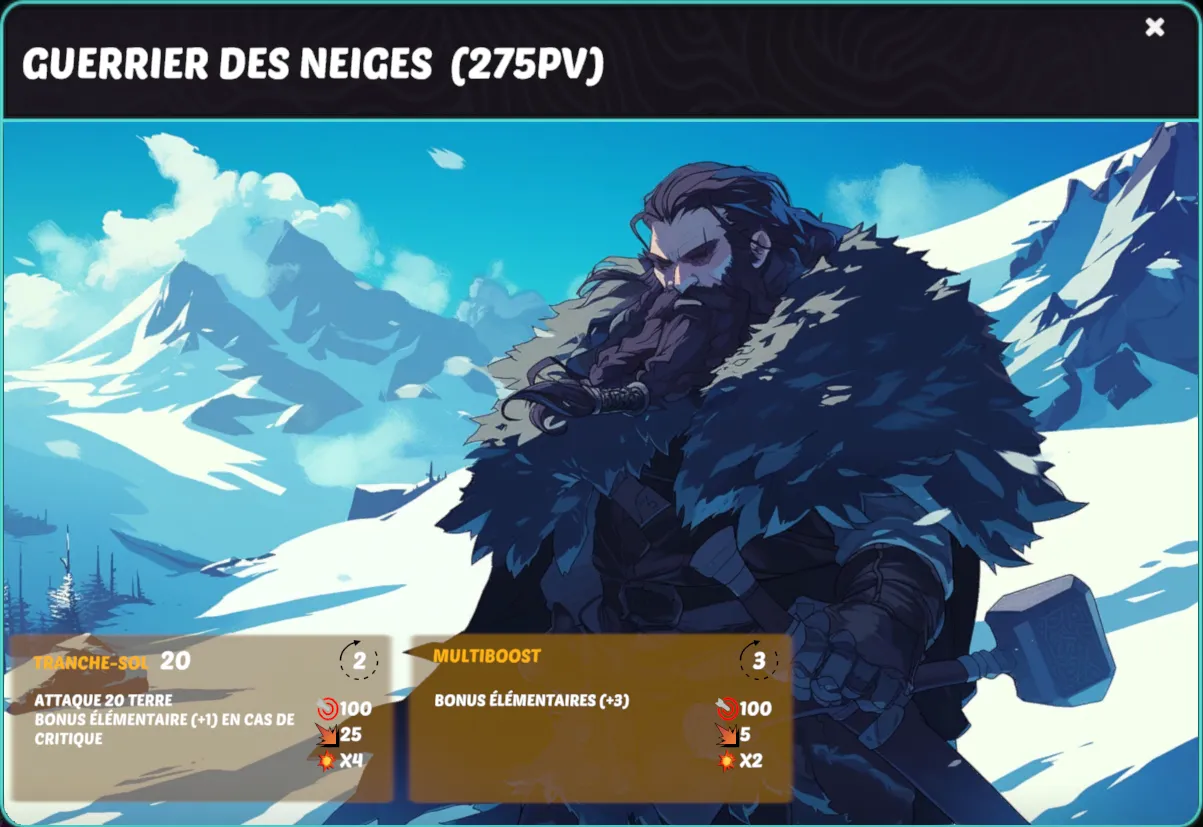 GUERRIER DES NEIGES (275PV)
TRANCHE-SOL 20
2
ATTAQUE 20 TERRE
BONUS ÉLÉMENTAIRE (+1) EN CAS DE
CRITIQUE
100
25
X4
MULTIBOOST
3
BONUS ÉLÉMENTAIRES (+3)
100
5
X2